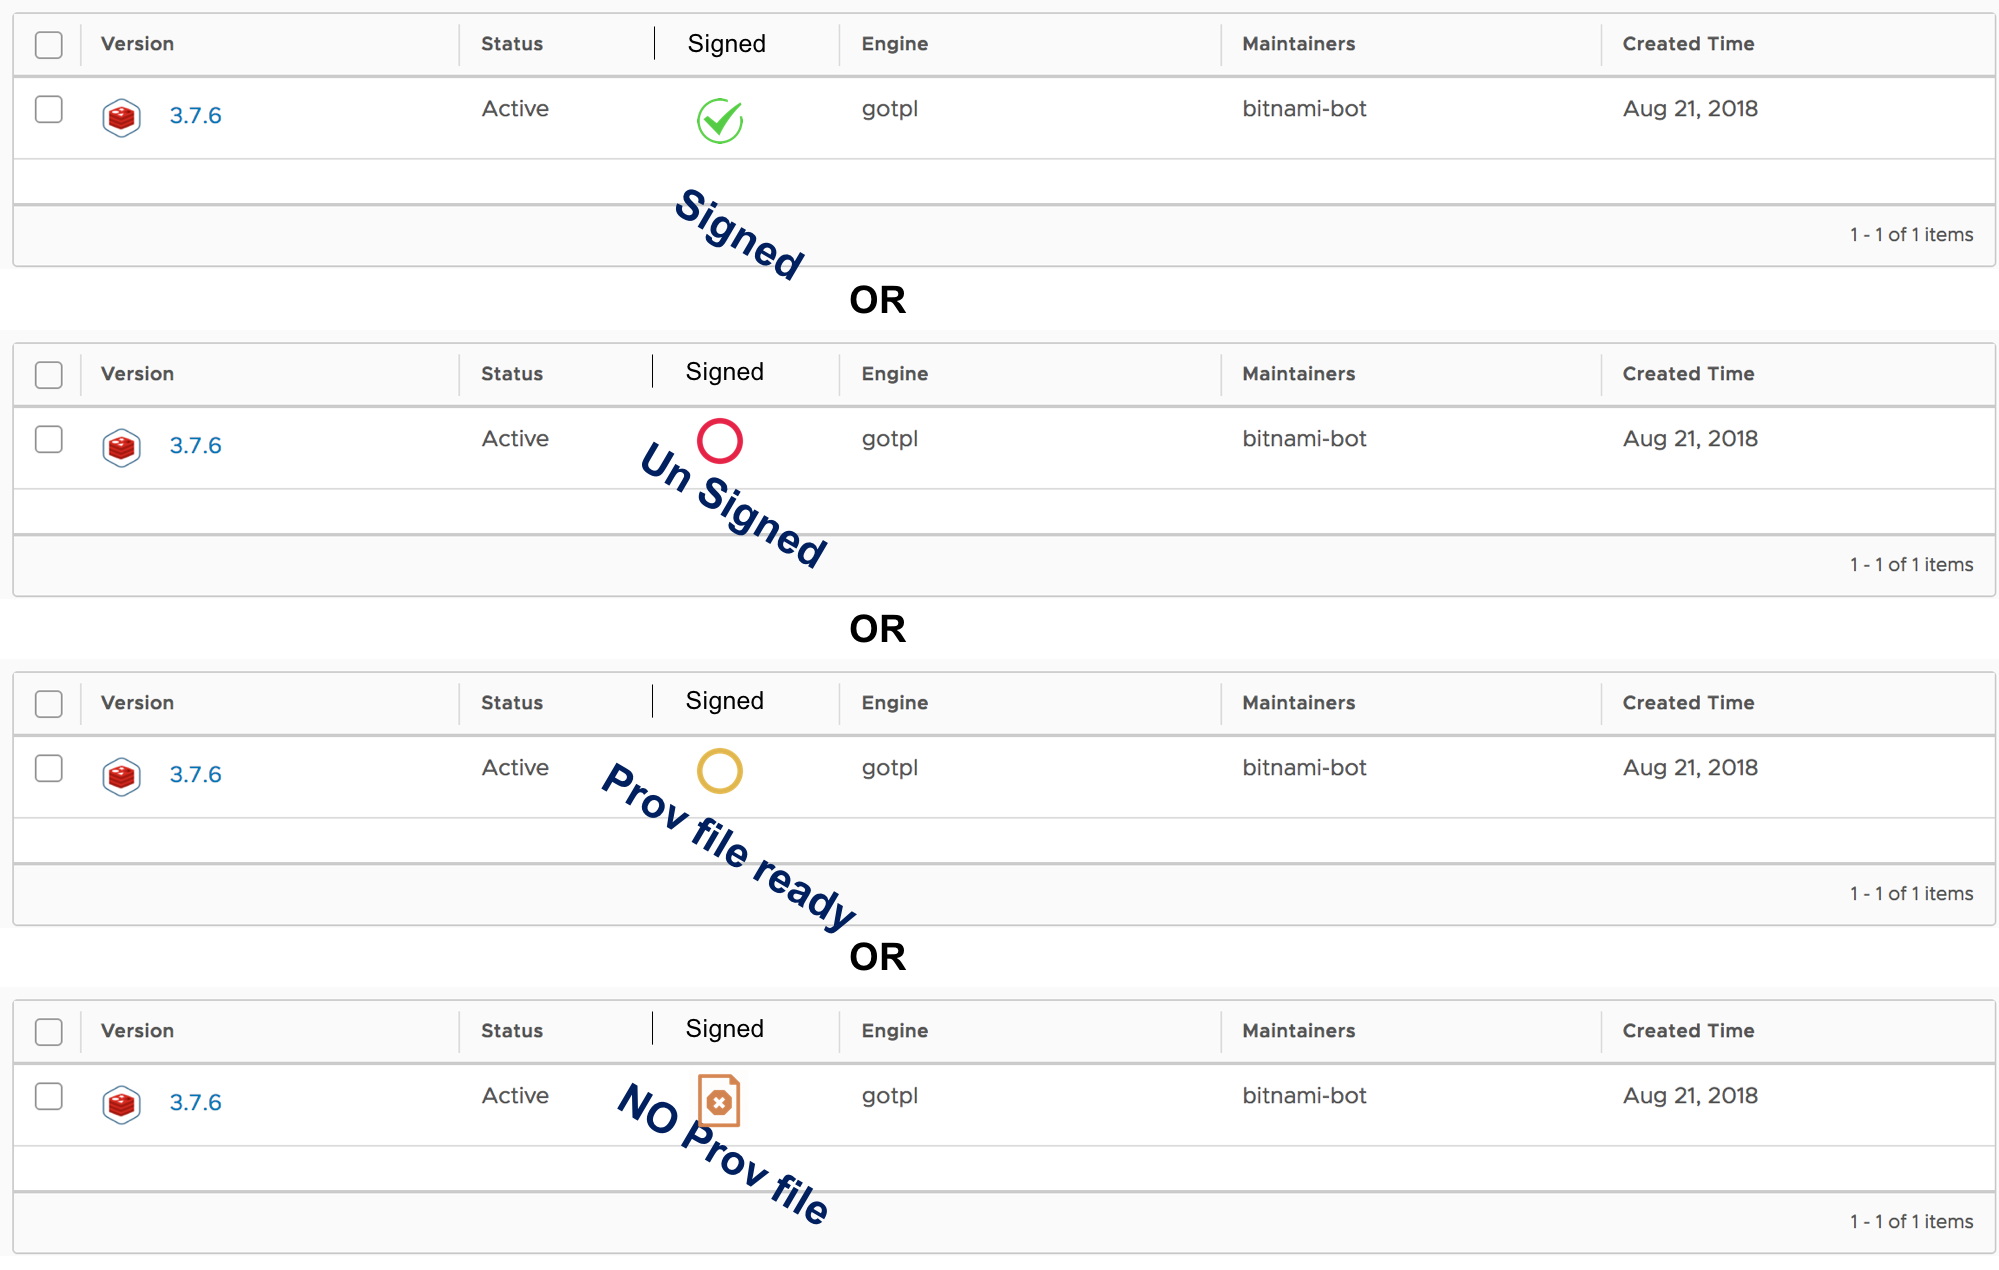 Version Status Signed Engine Maintainers Created Time
3.7.6 Active gotpl bitnami-bot Aug 21, 2018
Signed
1 - 1 of 1 items
OR
Version Status Signed Engine Maintainers Created Time
3.7.6 Active gotpl bitnami-bot Aug 21, 2018
Un Signed
1 - 1 of 1 items
OR
Version Status Signed Engine Maintainers Created Time
3.7.6 Active gotpl bitnami-bot Aug 21, 2018
Prov file ready
1 - 1 of 1 items
OR
Version Status Signed Engine Maintainers Created Time
3.7.6 Active gotpl bitnami-bot Aug 21, 2018
NO Prov file
1 - 1 of 1 items